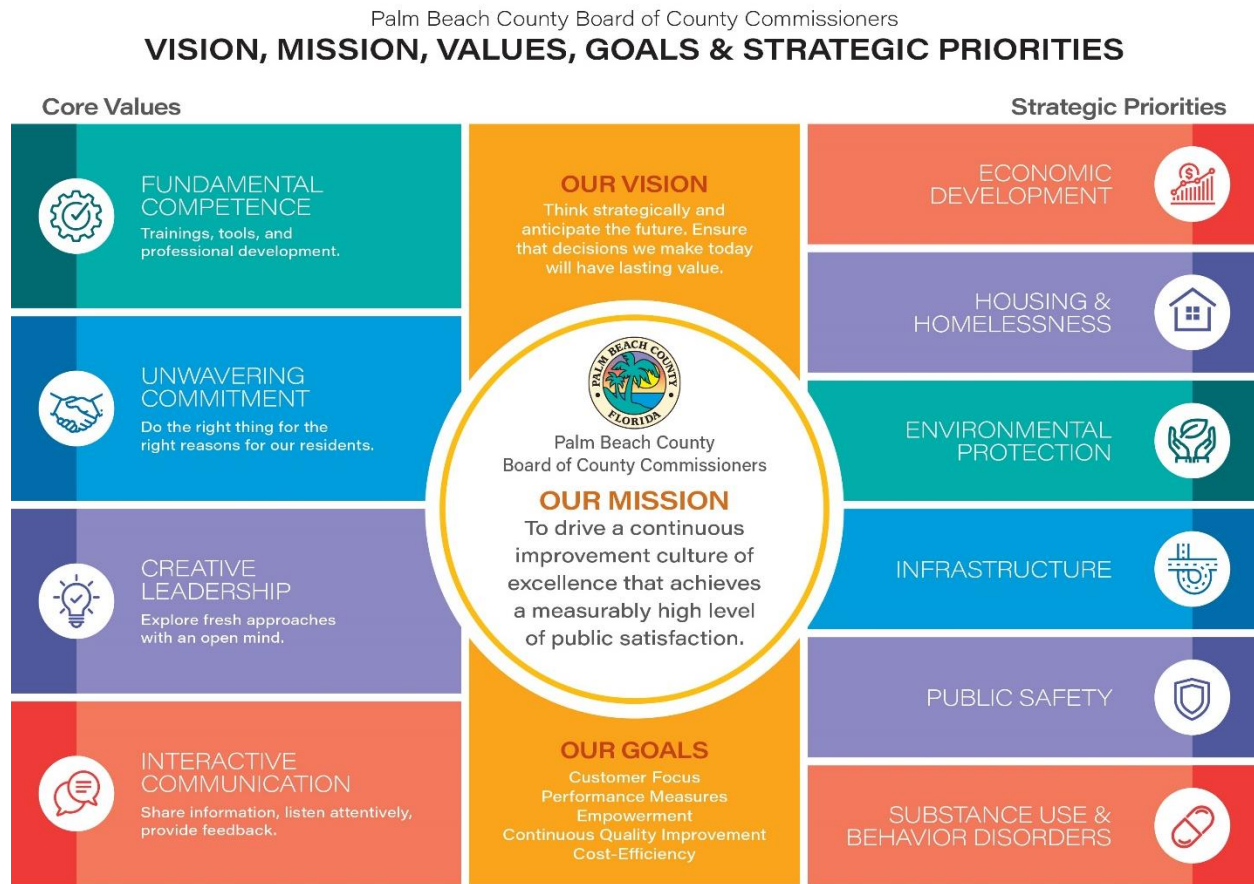 Palm Beach County Board of County Commissioners
VISION, MISSION, VALUES, GOALS & STRATEGIC PRIORITIES
Core Values
FUNDAMENTAL
COMPETENCE
Trainings, tools, and
professional development.
UNWAVERING
COMMITMENT
Do the right thing for the
right reasons for our residents.
CREATIVE
LEADERSHIP
Explore fresh approaches
with an open mind.
INTERACTIVE
COMMUNICATION
Share information, listen attentively,
provide feedback.
OUR VISION
Think strategically and
anticipate the future. Ensure
that decisions we make today
will have lasting value.
PALM BEACH COUNTY
FLORIDA
Palm Beach County
Board of County Commissioners
OUR MISSION
To drive a continuous
improvement culture of
excellence that achieves
a measurably high level
of public satisfaction.
OUR GOALS
Customer Focus
Performance Measures
Empowerment
Continuous Quality Improvement
Cost-Efficiency
Strategic Priorities
ECONOMIC
DEVELOPMENT
$
HOUSING &
HOMELESSNESS
ENVIRONMENTAL
PROTECTION
INFRASTRUCTURE
PUBLIC SAFETY
SUBSTANCE USE &
BEHAVIOR DISORDERS